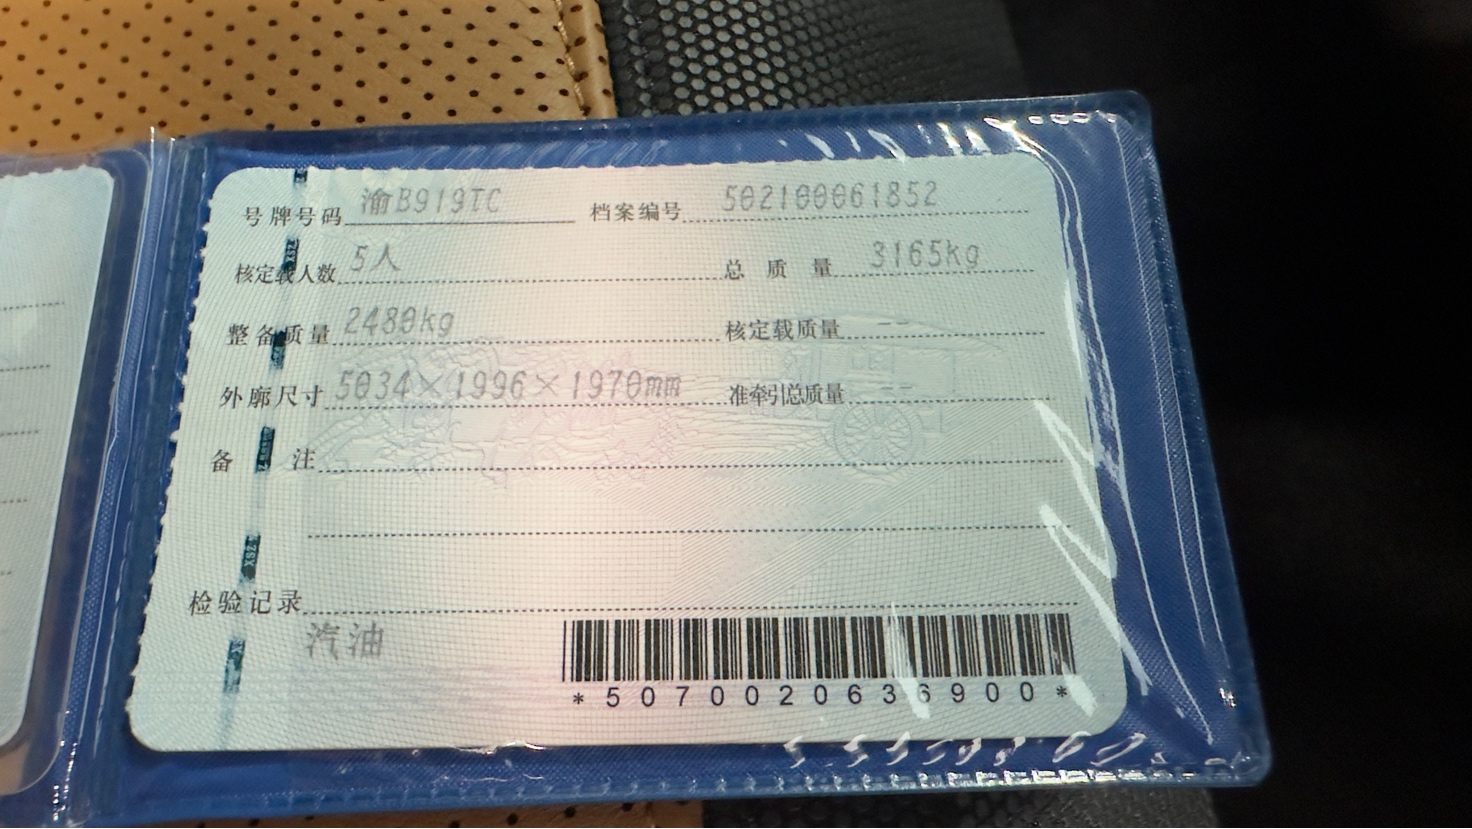 号牌号码 渝B919TC 档案编号 502100061852
核定载人数 5人 总质量 3165kg
整备质量 2480kg 核定载质量 --
外廓尺寸 5034×1996×1970mm 准牵引总质量 --
备注
检验记录
汽油
*5070020636900*